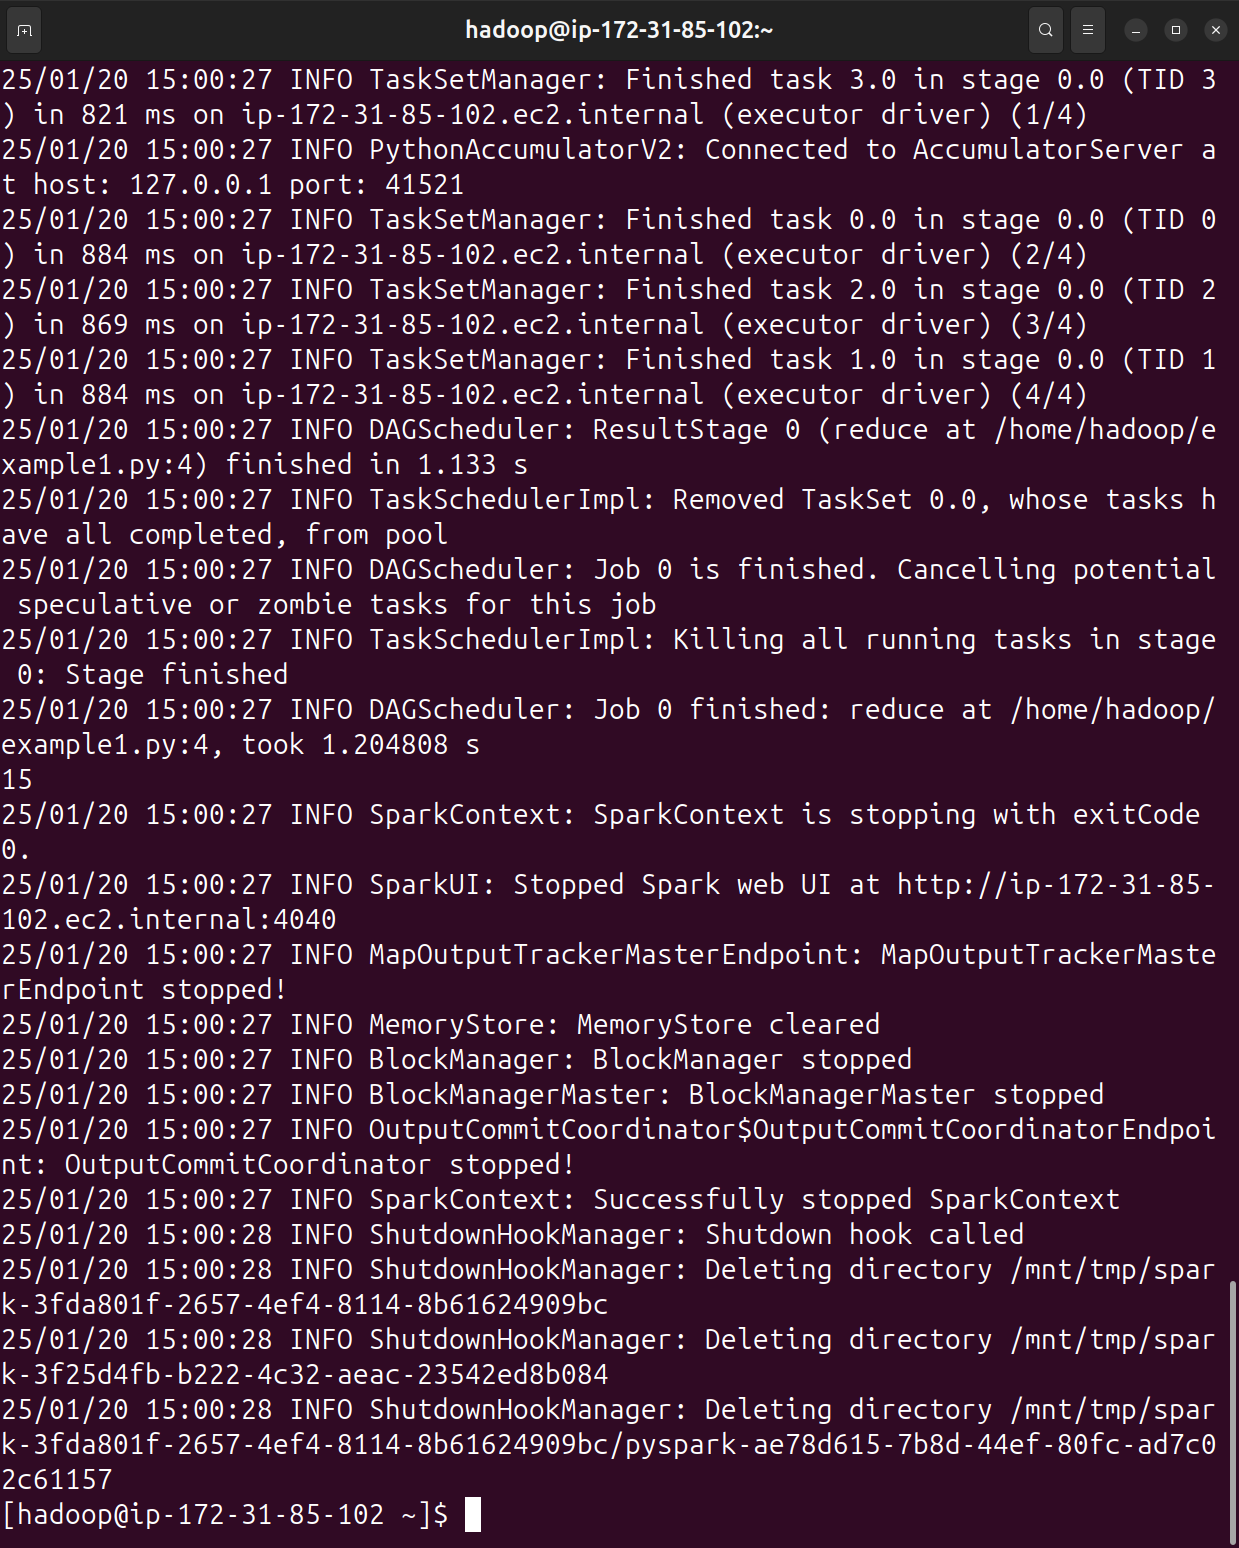 hadoop@ip-172-31-85-102:~
25/01/20 15:00:27 INFO TaskSetManager: Finished task 3.0 in stage 0.0 (TID 3
) in 821 ms on ip-172-31-85-102.ec2.internal (executor driver) (1/4)
25/01/20 15:00:27 INFO PythonAccumulatorV2: Connected to AccumulatorServer a
t host: 127.0.0.1 port: 41521
25/01/20 15:00:27 INFO TaskSetManager: Finished task 0.0 in stage 0.0 (TID 0
) in 884 ms on ip-172-31-85-102.ec2.internal (executor driver) (2/4)
25/01/20 15:00:27 INFO TaskSetManager: Finished task 2.0 in stage 0.0 (TID 2
) in 869 ms on ip-172-31-85-102.ec2.internal (executor driver) (3/4)
25/01/20 15:00:27 INFO TaskSetManager: Finished task 1.0 in stage 0.0 (TID 1
) in 884 ms on ip-172-31-85-102.ec2.internal (executor driver) (4/4)
25/01/20 15:00:27 INFO DAGScheduler: ResultStage 0 (reduce at /home/hadoop/e
xample1.py:4) finished in 1.133 s
25/01/20 15:00:27 INFO TaskSchedulerImpl: Removed TaskSet 0.0, whose tasks h
ave all completed, from pool
25/01/20 15:00:27 INFO DAGScheduler: Job 0 is finished. Cancelling potential
 speculative or zombie tasks for this job
25/01/20 15:00:27 INFO TaskSchedulerImpl: Killing all running tasks in stage
 0: Stage finished
25/01/20 15:00:27 INFO DAGScheduler: Job 0 finished: reduce at /home/hadoop/
example1.py:4, took 1.204808 s
15
25/01/20 15:00:27 INFO SparkContext: SparkContext is stopping with exitCode
0.
25/01/20 15:00:27 INFO SparkUI: Stopped Spark web UI at http://ip-172-31-85-
102.ec2.internal:4040
25/01/20 15:00:27 INFO MapOutputTrackerMasterEndpoint: MapOutputTrackerMaste
rEndpoint stopped!
25/01/20 15:00:27 INFO MemoryStore: MemoryStore cleared
25/01/20 15:00:27 INFO BlockManager: BlockManager stopped
25/01/20 15:00:27 INFO BlockManagerMaster: BlockManagerMaster stopped
25/01/20 15:00:27 INFO OutputCommitCoordinator$OutputCommitCoordinatorEndpoi
nt: OutputCommitCoordinator stopped!
25/01/20 15:00:27 INFO SparkContext: Successfully stopped SparkContext
25/01/20 15:00:28 INFO ShutdownHookManager: Shutdown hook called
25/01/20 15:00:28 INFO ShutdownHookManager: Deleting directory /mnt/tmp/spar
k-3fda801f-2657-4ef4-8114-8b61624909bc
25/01/20 15:00:28 INFO ShutdownHookManager: Deleting directory /mnt/tmp/spar
k-3f25d4fb-b222-4c32-aeac-23542ed8b084
25/01/20 15:00:28 INFO ShutdownHookManager: Deleting directory /mnt/tmp/spar
k-3fda801f-2657-4ef4-8114-8b61624909bc/pyspark-ae78d615-7b8d-44ef-80fc-ad7c0
2c61157
[hadoop@ip-172-31-85-102 ~]$